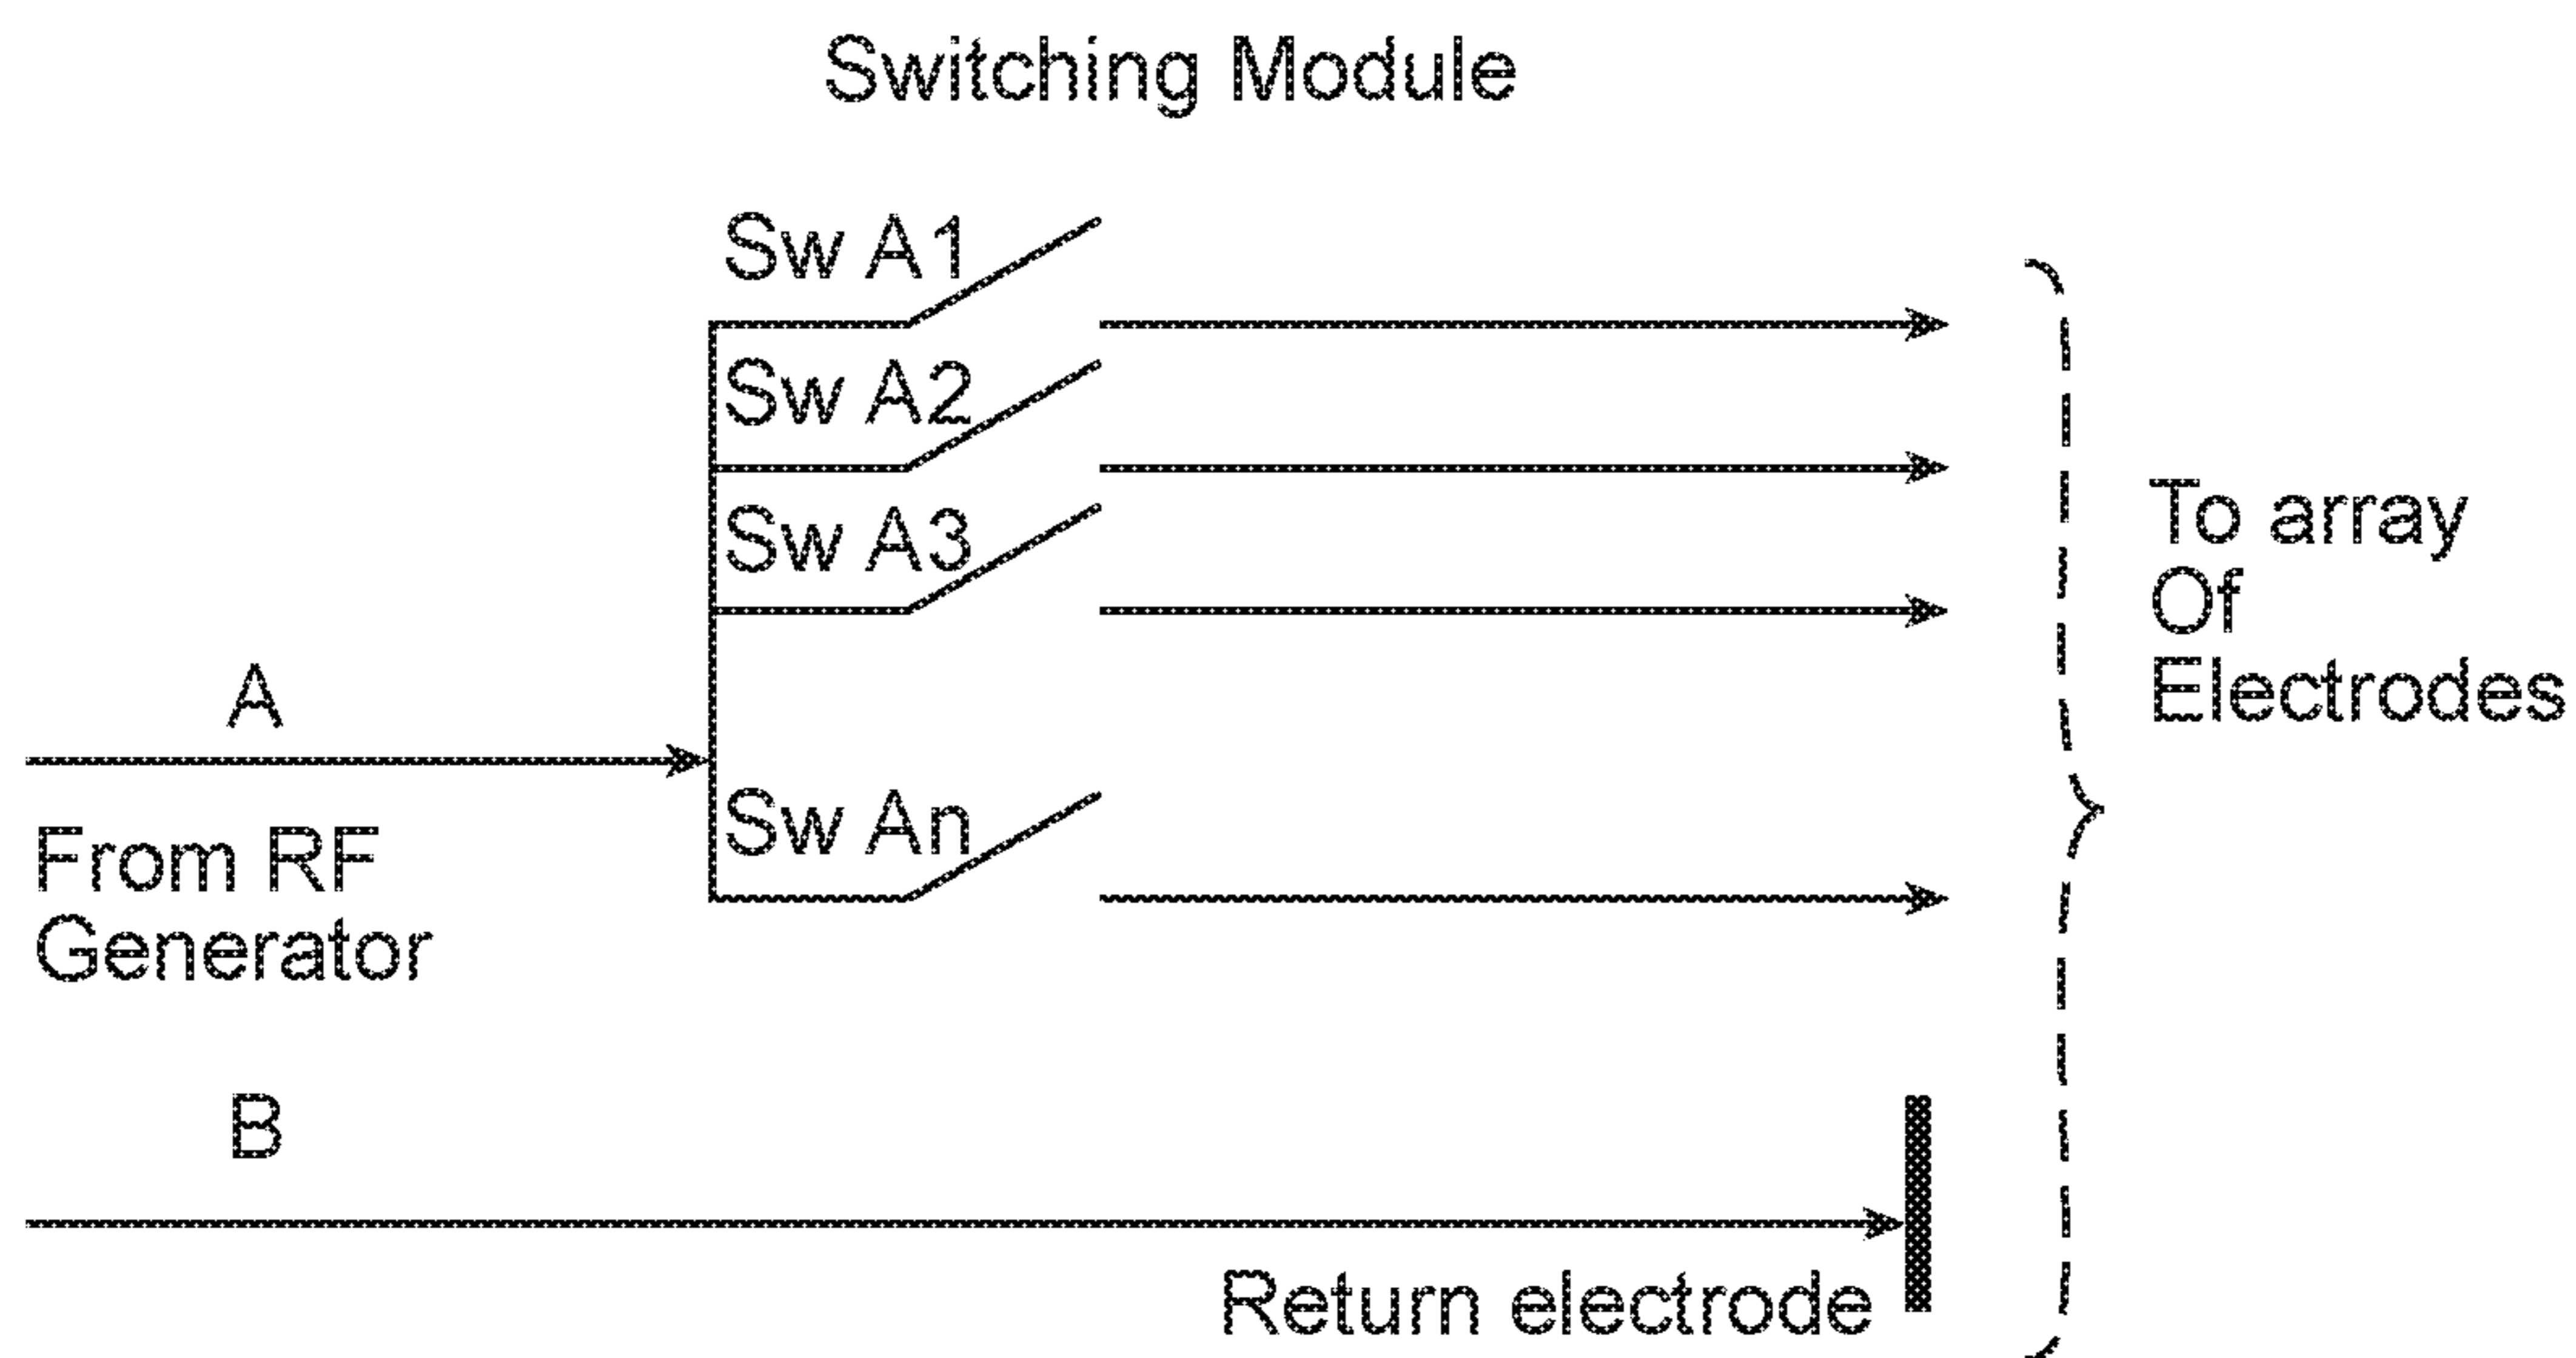 Switching Module
Sw A1
Sw A2
Sw A3
A
Sw An
From RF
Generator
To array
Of
Electrodes
B
Return electrode